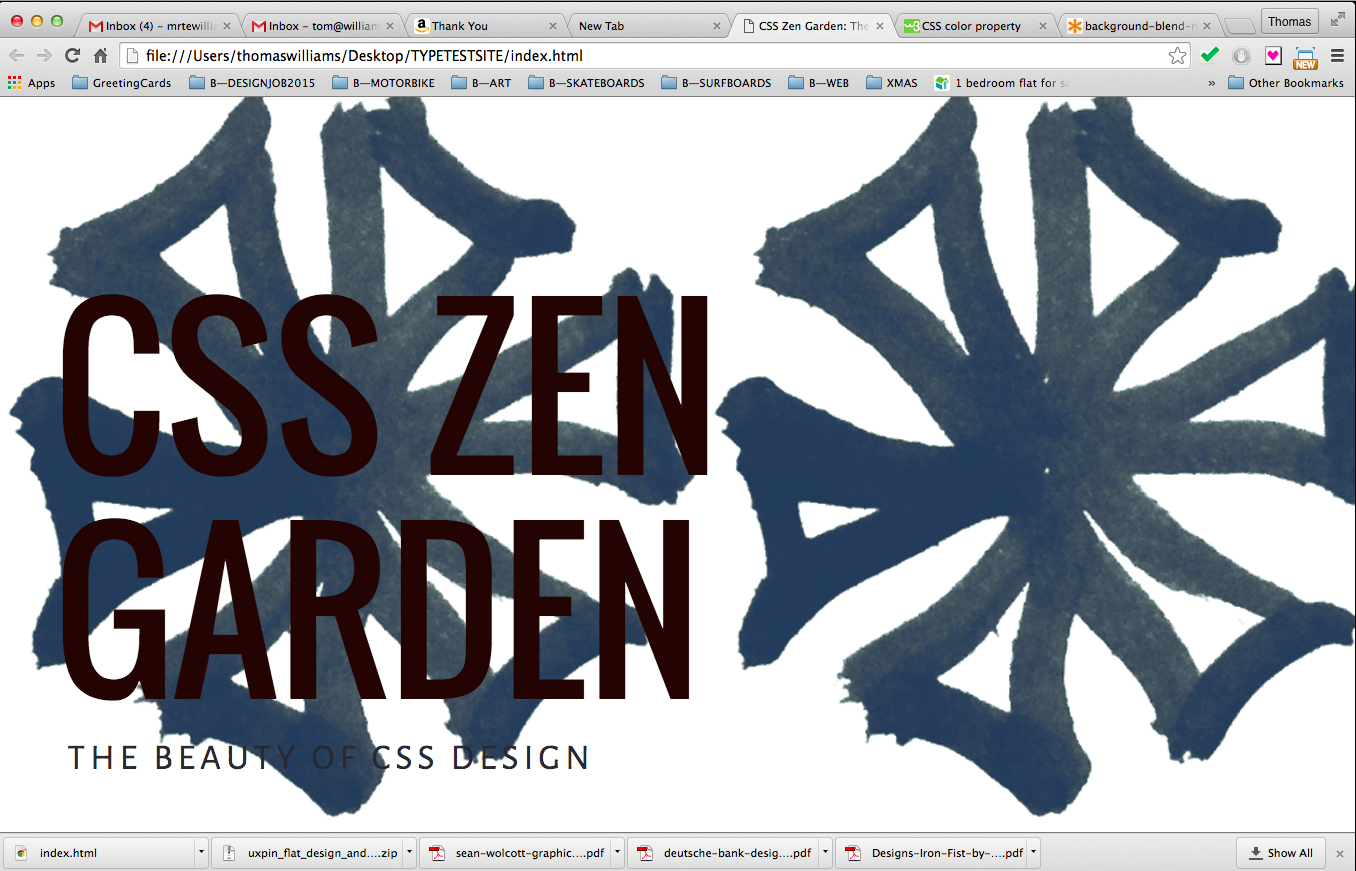 Inbox (4) – mrtewilli
Inbox – tom@william
Thank You
New Tab
CSS Zen Garden: The
CSS color property
background-blend-m
Thomas
file:///Users/thomaswilliams/Desktop/TYPETESTSITE/index.html
NEW
Apps
GreetingCards
B—DESIGNJOB2015
B—MOTORBIKE
B—ART
B—SKATEBOARDS
B—SURFBOARDS
B—WEB
XMAS
1 bedroom flat for sa
» Other Bookmarks
CSS ZEN
GARDEN
THE BEAUTY OF CSS DESIGN
index.html
uxpin_flat_design_and....zip
sean-wolcott-graphic....pdf
deutsche-bank-desig....pdf
Designs-Iron-Fist-by-....pdf
Show All